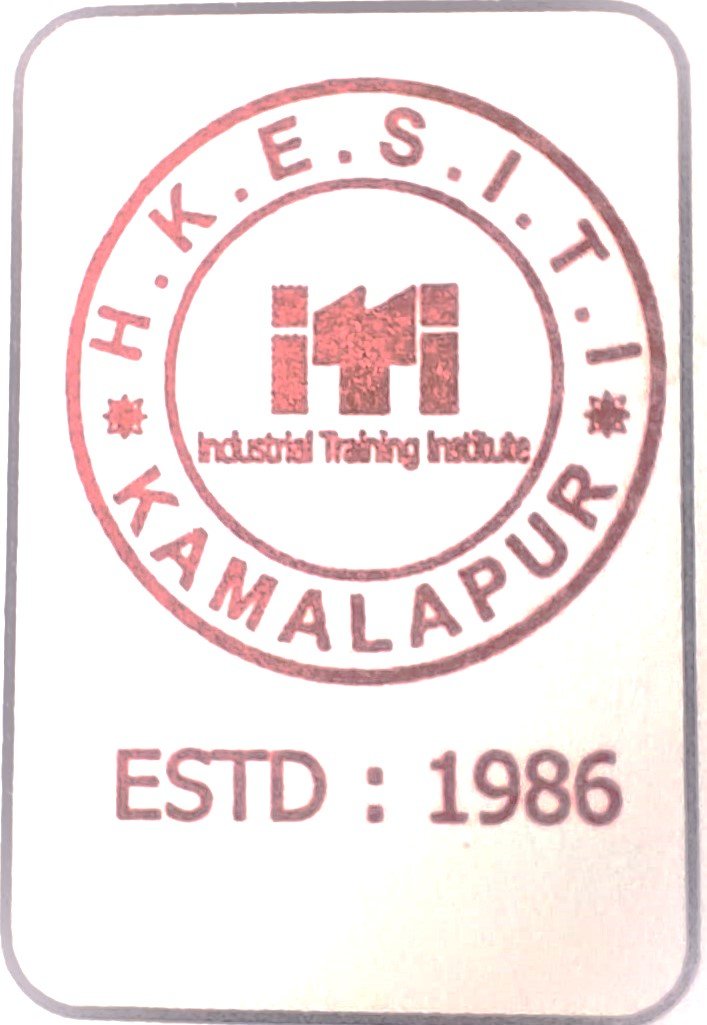 H.K.E.S.I.T.I
iTi
Industrial Training Institute
KAMALAPUR
ESTD : 1986